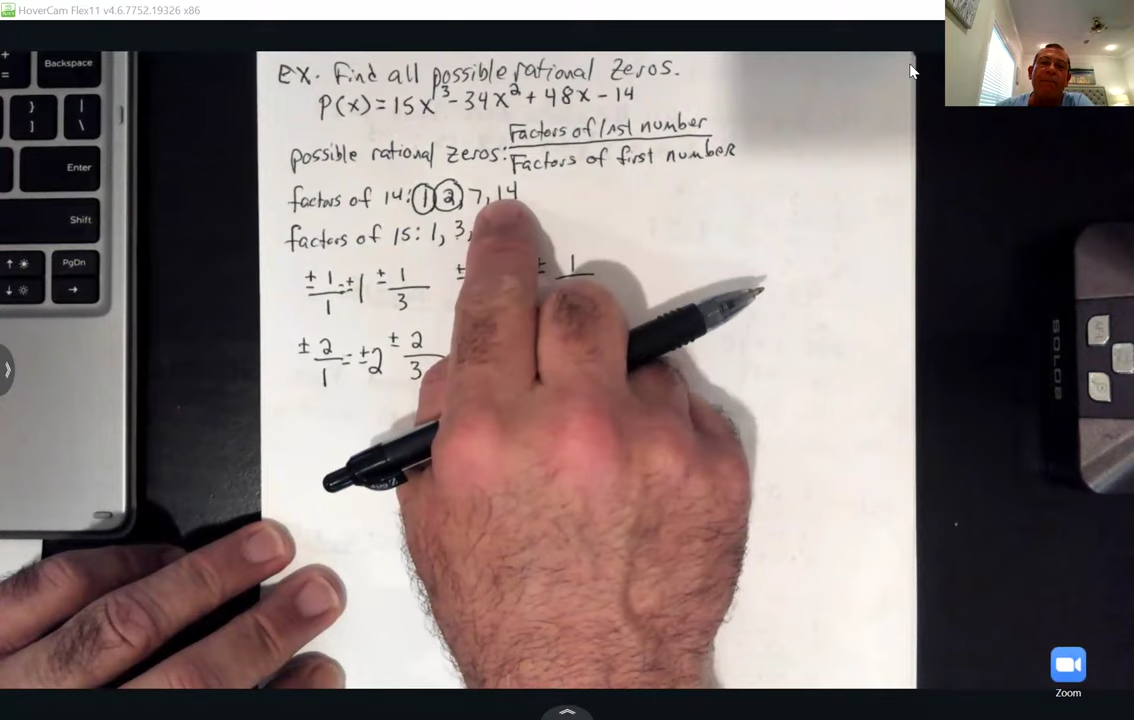 HoverCam Flex11 v4.6.7752.19326 x86
Ex. Find all possible rational zeros.
P(x) = 15x³ - 34x² + 48x - 14
possible rational zeros: Factors of last number
Factors of first number
factors of 14: 1 2, 7, 14
factors of 15: 1, 3,
± 1/1 = ±1 ± 1/3 ± ± 1
± 2/1 = ±2 ± 2/3
Backspace
Enter
Shift
PgDn
SOLOS
Zoom